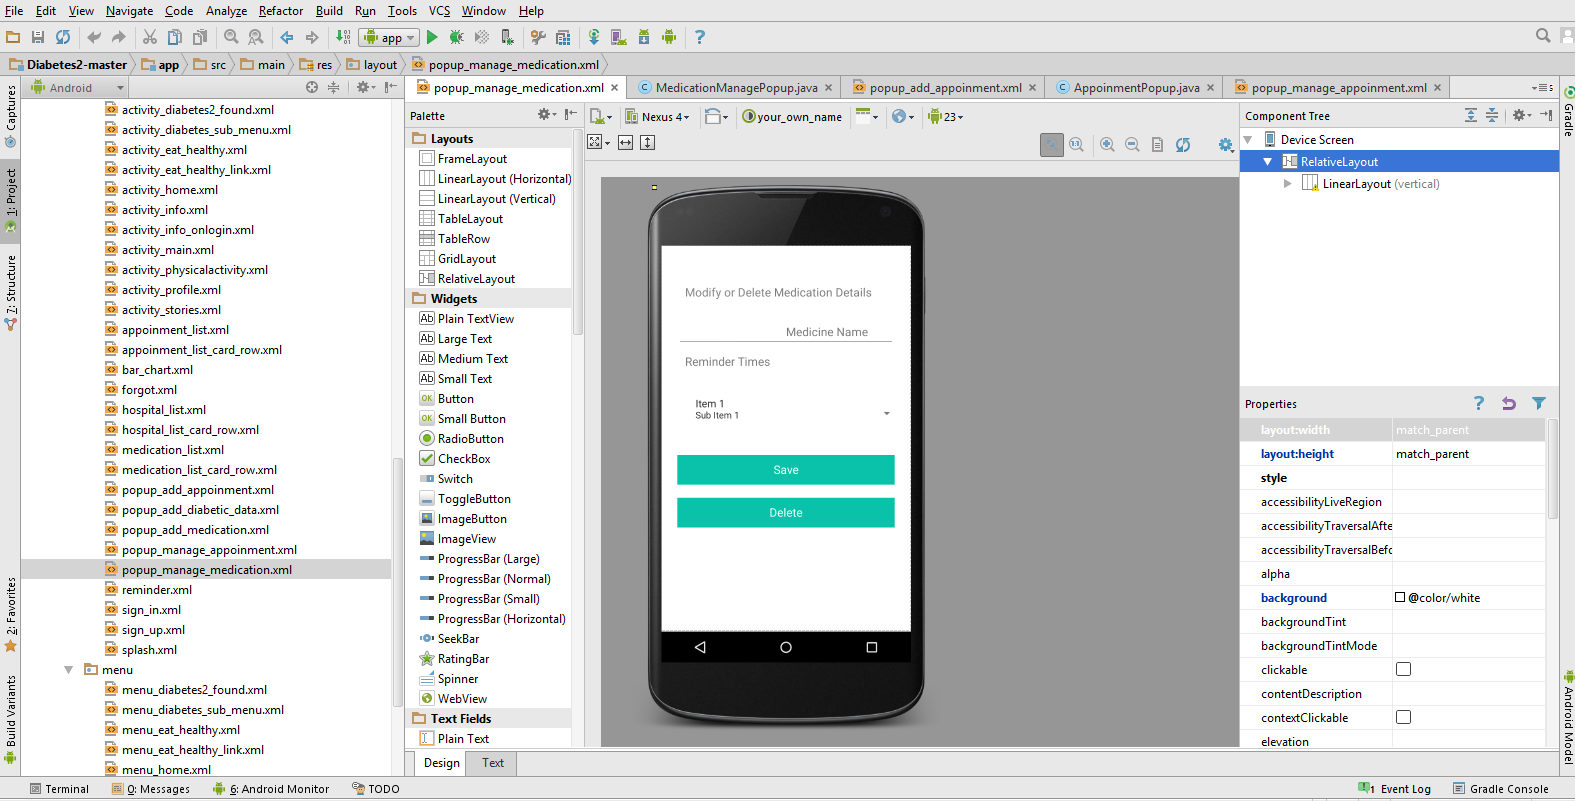 File Edit View Navigate Code Analyze Refactor Build Run Tools VCS Window Help
app
Diabetes2-master app src main res layout popup_manage_medication.xml
Captures
1: Project
7: Structure
2: Favorites
Build Variants
Android
activity_diabetes2_found.xml
activity_diabetes_sub_menu.xml
activity_eat_healthy.xml
activity_eat_healthy_link.xml
activity_home.xml
activity_info.xml
activity_info_onlogin.xml
activity_main.xml
activity_physicalactivity.xml
activity_profile.xml
activity_stories.xml
appoinment_list.xml
appoinment_list_card_row.xml
bar_chart.xml
forgot.xml
hospital_list.xml
hospital_list_card_row.xml
medication_list.xml
medication_list_card_row.xml
popup_add_appoinment.xml
popup_add_diabetic_data.xml
popup_add_medication.xml
popup_manage_appoinment.xml
popup_manage_medication.xml
reminder.xml
sign_in.xml
sign_up.xml
splash.xml
menu
menu_diabetes2_found.xml
menu_diabetes_sub_menu.xml
menu_eat_healthy.xml
menu_eat_healthy_link.xml
menu_home.xml
popup_manage_medication.xml MedicationManagePopup.java popup_add_appoinment.xml AppoinmentPopup.java popup_manage_appoinment.xml
5
Palette
Layouts
FrameLayout
LinearLayout (Horizontal)
LinearLayout (Vertical)
TableLayout
TableRow
GridLayout
RelativeLayout
Widgets
Ab Plain TextView
Ab Large Text
Ab Medium Text
Ab Small Text
OK Button
OK Small Button
RadioButton
CheckBox
Switch
ToggleButton
ImageButton
ImageView
ProgressBar (Large)
ProgressBar (Normal)
ProgressBar (Small)
ProgressBar (Horizontal)
SeekBar
RatingBar
Spinner
WebView
Text Fields
Plain Text
Nexus 4 your_own_name 23
Modify or Delete Medication Details
Medicine Name
Reminder Times
Item 1
Sub Item 1
Save
Delete
Design Text
Component Tree
Device Screen
RelativeLayout
LinearLayout (vertical)
Properties
layout:width match_parent
layout:height match_parent
style
accessibilityLiveRegion
accessibilityTraversalAfte
accessibilityTraversalBefo
alpha
background @color/white
backgroundTint
backgroundTintMode
clickable
contentDescription
contextClickable
elevation
Gradle
Android Model
Terminal 0: Messages 6: Android Monitor TODO
1 Event Log Gradle Console